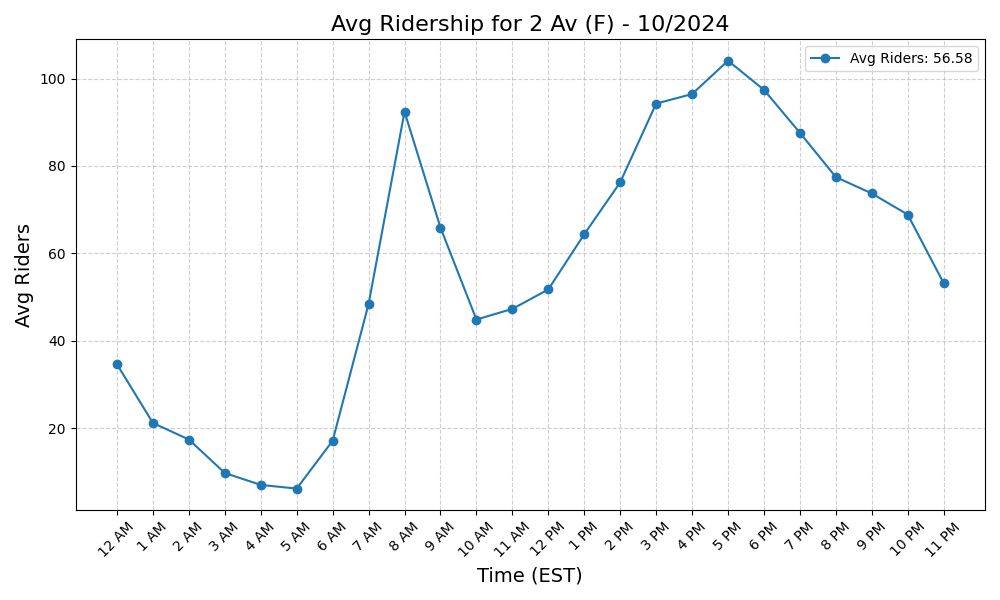 Avg Ridership for 2 Av (F) - 10/2024
Avg Riders: 56.58
Avg Riders
100
80
60
40
20
12 AM
1 AM
2 AM
3 AM
4 AM
5 AM
6 AM
7 AM
8 AM
9 AM
10 AM
11 AM
12 PM
1 PM
2 PM
3 PM
4 PM
5 PM
6 PM
7 PM
8 PM
9 PM
10 PM
11 PM
Time (EST)